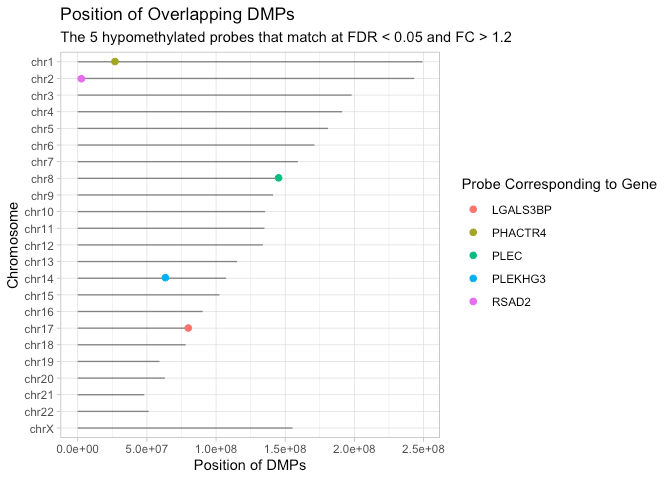 Position of Overlapping DMPs
The 5 hypomethylated probes that match at FDR < 0.05 and FC > 1.2
Chromosome
chr1
chr2
chr3
chr4
chr5
chr6
chr7
chr8
chr9
chr10
chr11
chr12
chr13
chr14
chr15
chr16
chr17
chr18
chr19
chr20
chr21
chr22
chrX
0.0e+00 5.0e+07 1.0e+08 1.5e+08 2.0e+08 2.5e+08
Position of DMPs
Probe Corresponding to Gene
LGALS3BP
PHACTR4
PLEC
PLEKHG3
RSAD2